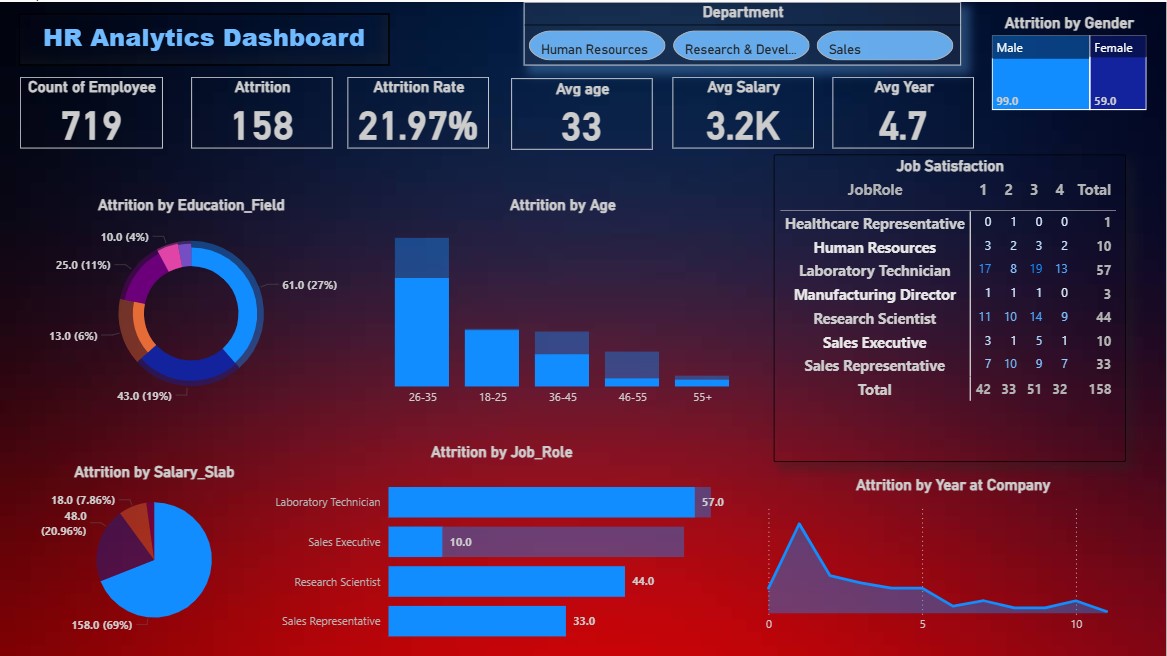 HR Analytics Dashboard
Department
Human Resources
Research & Devel...
Sales
Attrition by Gender
Male
Female
99.0
59.0
Count of Employee
719
Attrition
158
Attrition Rate
21.97%
Avg age
33
Avg Salary
3.2K
Avg Year
4.7
Attrition by Education_Field
10.0 (4%)
25.0 (11%)
61.0 (27%)
13.0 (6%)
43.0 (19%)
Attrition by Age
26-35 18-25 36-45 46-55 55+
Job Satisfaction
JobRole 1 2 3 4 Total
Healthcare Representative 0 1 0 0 1
Human Resources 3 2 3 2 10
Laboratory Technician 17 8 19 13 57
Manufacturing Director 1 1 1 0 3
Research Scientist 11 10 14 9 44
Sales Executive 3 1 5 1 10
Sales Representative 7 10 9 7 33
Total 42 33 51 32 158
Attrition by Salary_Slab
18.0 (7.86%)
48.0
(20.96%)
158.0 (69%)
Attrition by Job_Role
Laboratory Technician 57.0
Sales Executive 10.0
Research Scientist 44.0
Sales Representative 33.0
Attrition by Year at Company
0 5 10